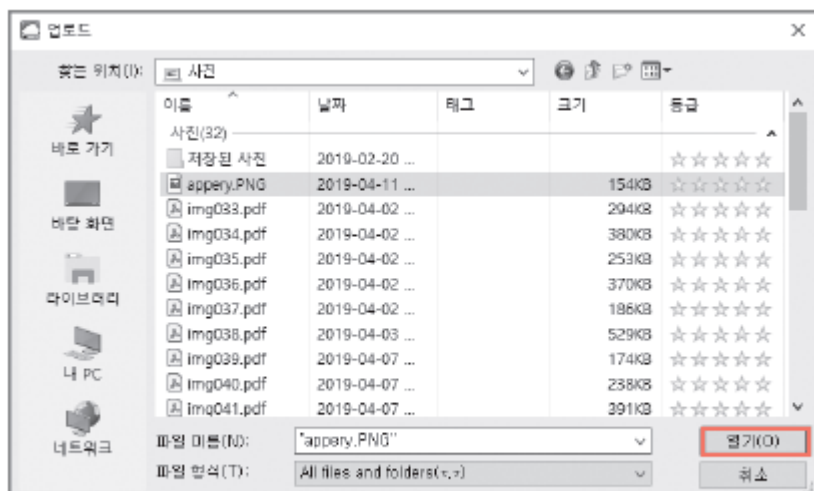 업로드
찾는 위치(I): 사진
이름 날짜 태그 크기 등급
사진(32)
저장된 사진 2019-02-20 ...
appery.PNG 2019-04-11 ... 154KB
img033.pdf 2019-04-02 ... 294KB
img034.pdf 2019-04-02 ... 380KB
img035.pdf 2019-04-02 ... 253KB
img036.pdf 2019-04-02 ... 370KB
img037.pdf 2019-04-02 ... 186KB
img038.pdf 2019-04-03 ... 529KB
img039.pdf 2019-04-07 ... 174KB
img040.pdf 2019-04-07 ... 238KB
img041.pdf 2019-04-07 ... 391KB
바로 가기
바탕 화면
라이브러리
내 PC
네트워크
파일 이름(N): "appery.PNG" 열기(O)
파일 형식(T): All files and folders(*.*) 취소